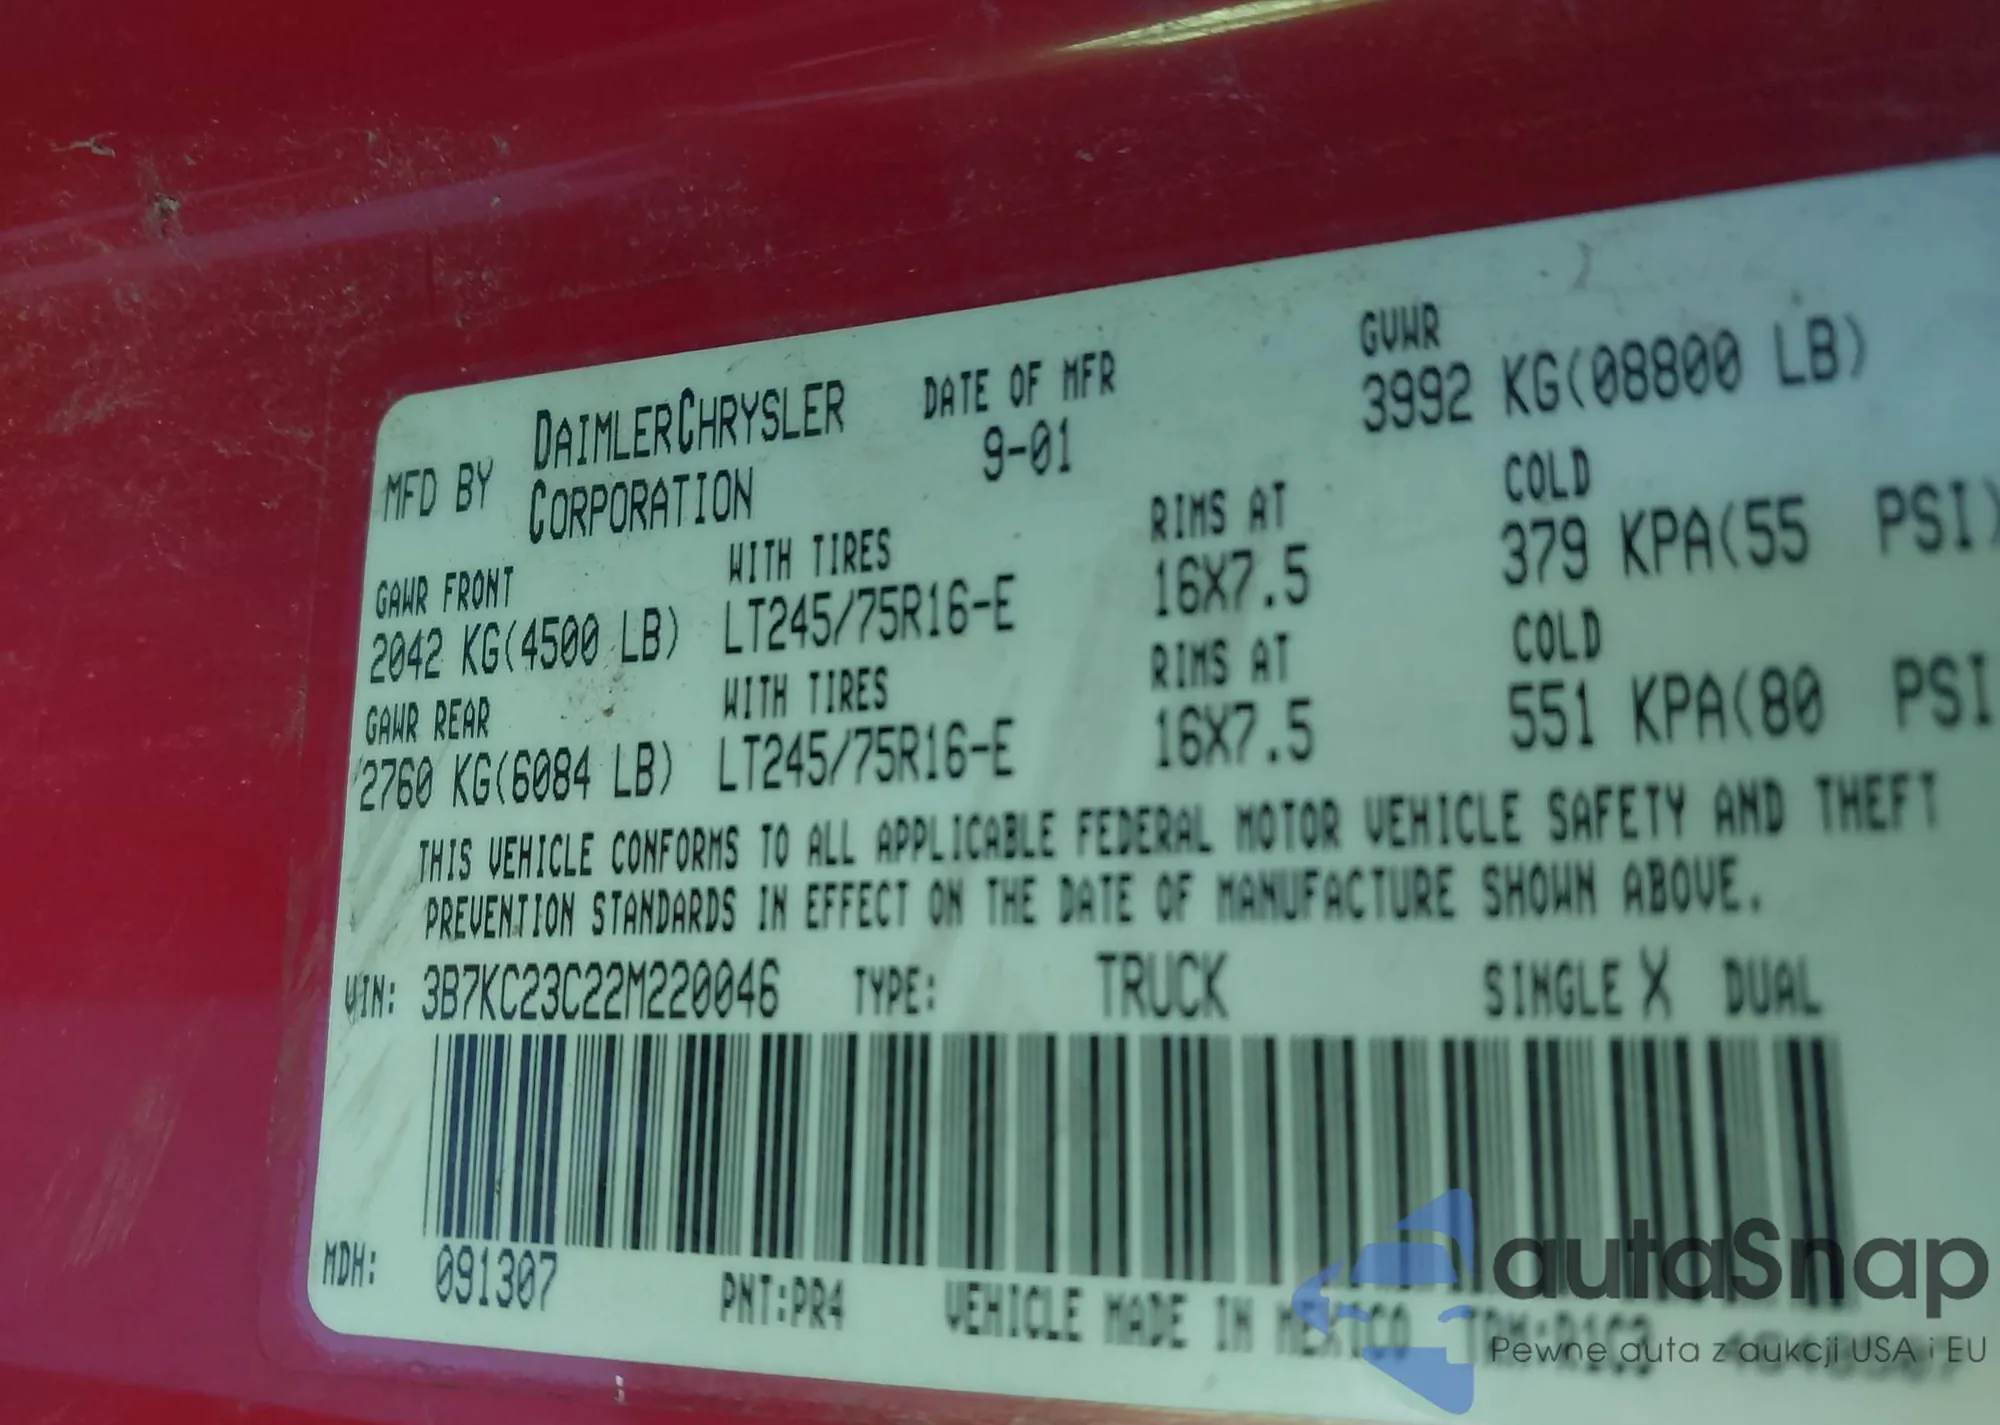 MFD BY DAIMLERCHRYSLER CORPORATION DATE OF MFR 9-01 GVWR 3992 KG(08800 LB)
GAWR FRONT WITH TIRES RIMS AT COLD
2042 KG(4500 LB) LT245/75R16-E 16X7.5 379 KPA(55 PSI)
GAWR REAR WITH TIRES RIMS AT COLD
2760 KG(6084 LB) LT245/75R16-E 16X7.5 551 KPA(80 PSI
THIS VEHICLE CONFORMS TO ALL APPLICABLE FEDERAL MOTOR VEHICLE SAFETY AND THEFT
PREVENTION STANDARDS IN EFFECT ON THE DATE OF MANUFACTURE SHOWN ABOVE.
VIN: 3B7KC23C22M220046 TYPE: TRUCK SINGLE X DUAL
MDH: 091307 PNT:PR4 VEHICLE MADE IN MEXICO TRM:R1C3
autaSnap
Pewne auta z aukcji USA i EU